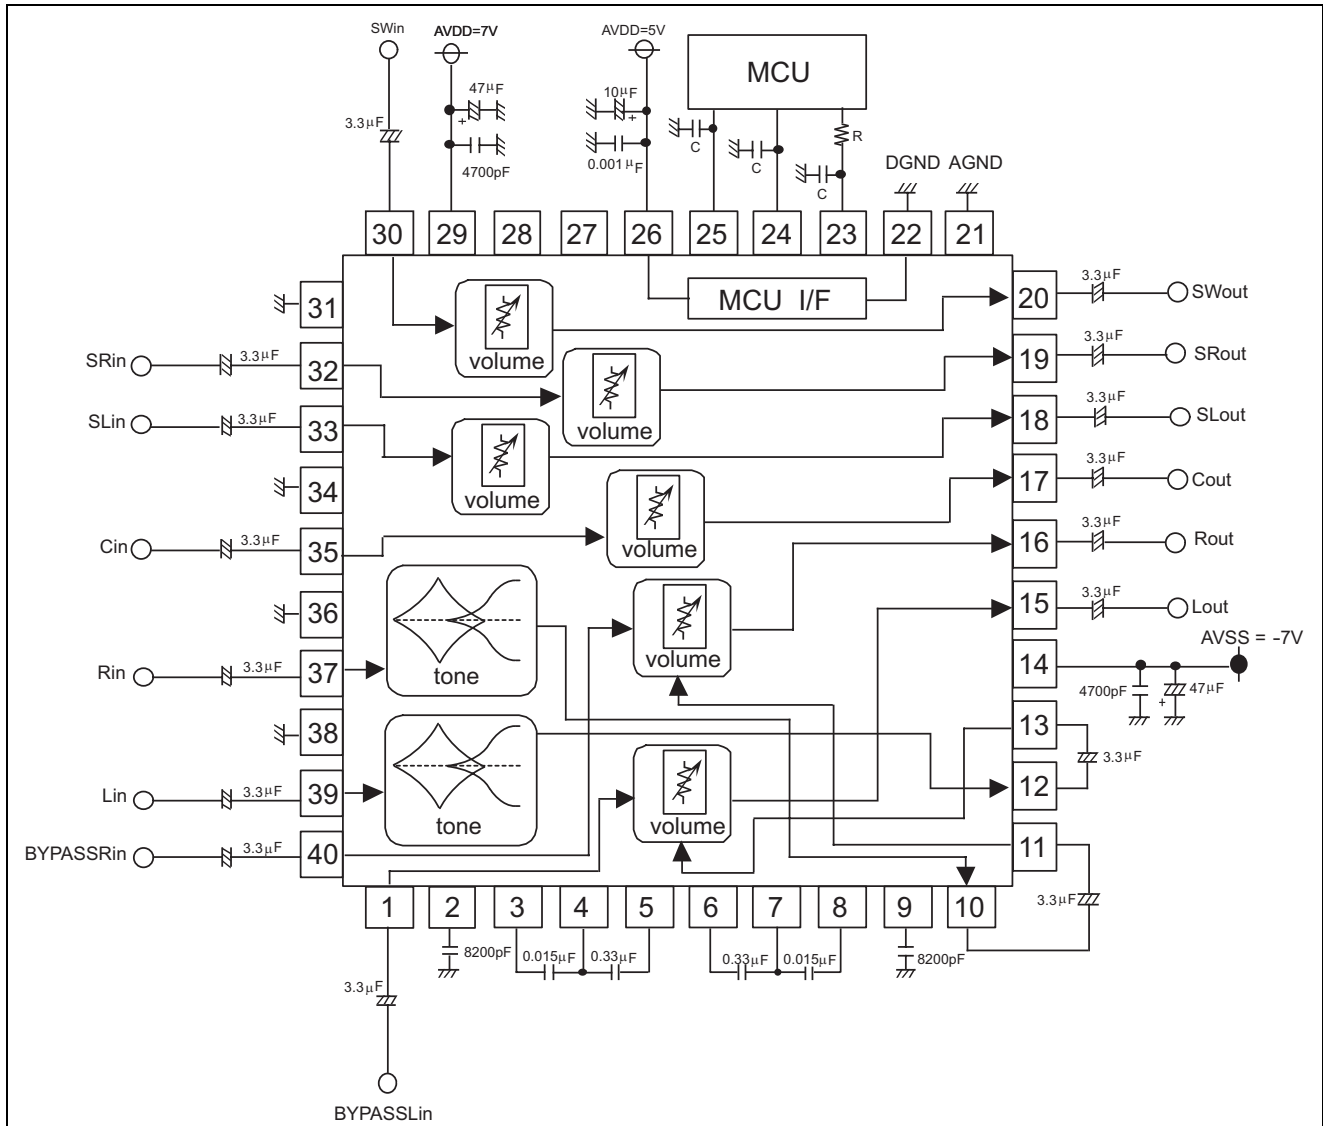 SWin
AVDD=7V
AVDD=5V
MCU
47μF
10μF
3.3μF
R
C
4700pF
0.001μF
C
C
DGND AGND
30 29 28 27 26 25 24 23 22 21
MCU I/F
31
volume
20
3.3μF
SWout
SRin
3.3μF
32
volume
19
3.3μF
SRout
SLin
3.3μF
33
volume
18
3.3μF
SLout
34
17
3.3μF
Cout
Cin
3.3μF
35
volume
16
3.3μF
Rout
36
15
3.3μF
Lout
AVSS = -7V
Rin
3.3μF
37
tone
volume
14
4700pF
47μF
38
13
3.3μF
Lin
3.3μF
39
tone
volume
12
BYPASSRin
3.3μF
40
11
1 2 3 4 5 6 7 8 9 10
3.3μF
8200pF
0.015μF
0.33μF
0.33μF
0.015μF
8200pF
3.3μF
BYPASSLin